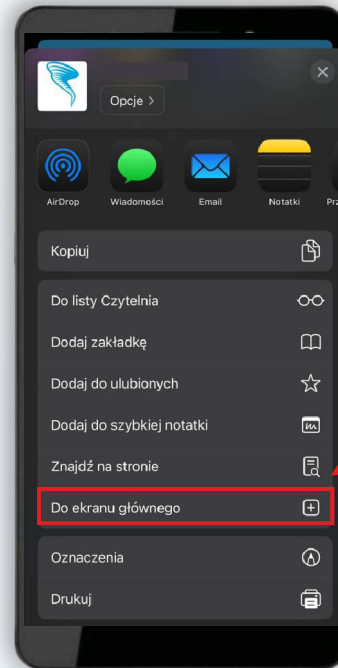 Opcje >
AirDrop Wiadomości Email Notatki Prz
Kopiuj
Do listy Czytelnia
Dodaj zakładkę
Dodaj do ulubionych
Dodaj do szybkiej notatki
Znajdź na stronie
Do ekranu głównego
Oznaczenia
Drukuj